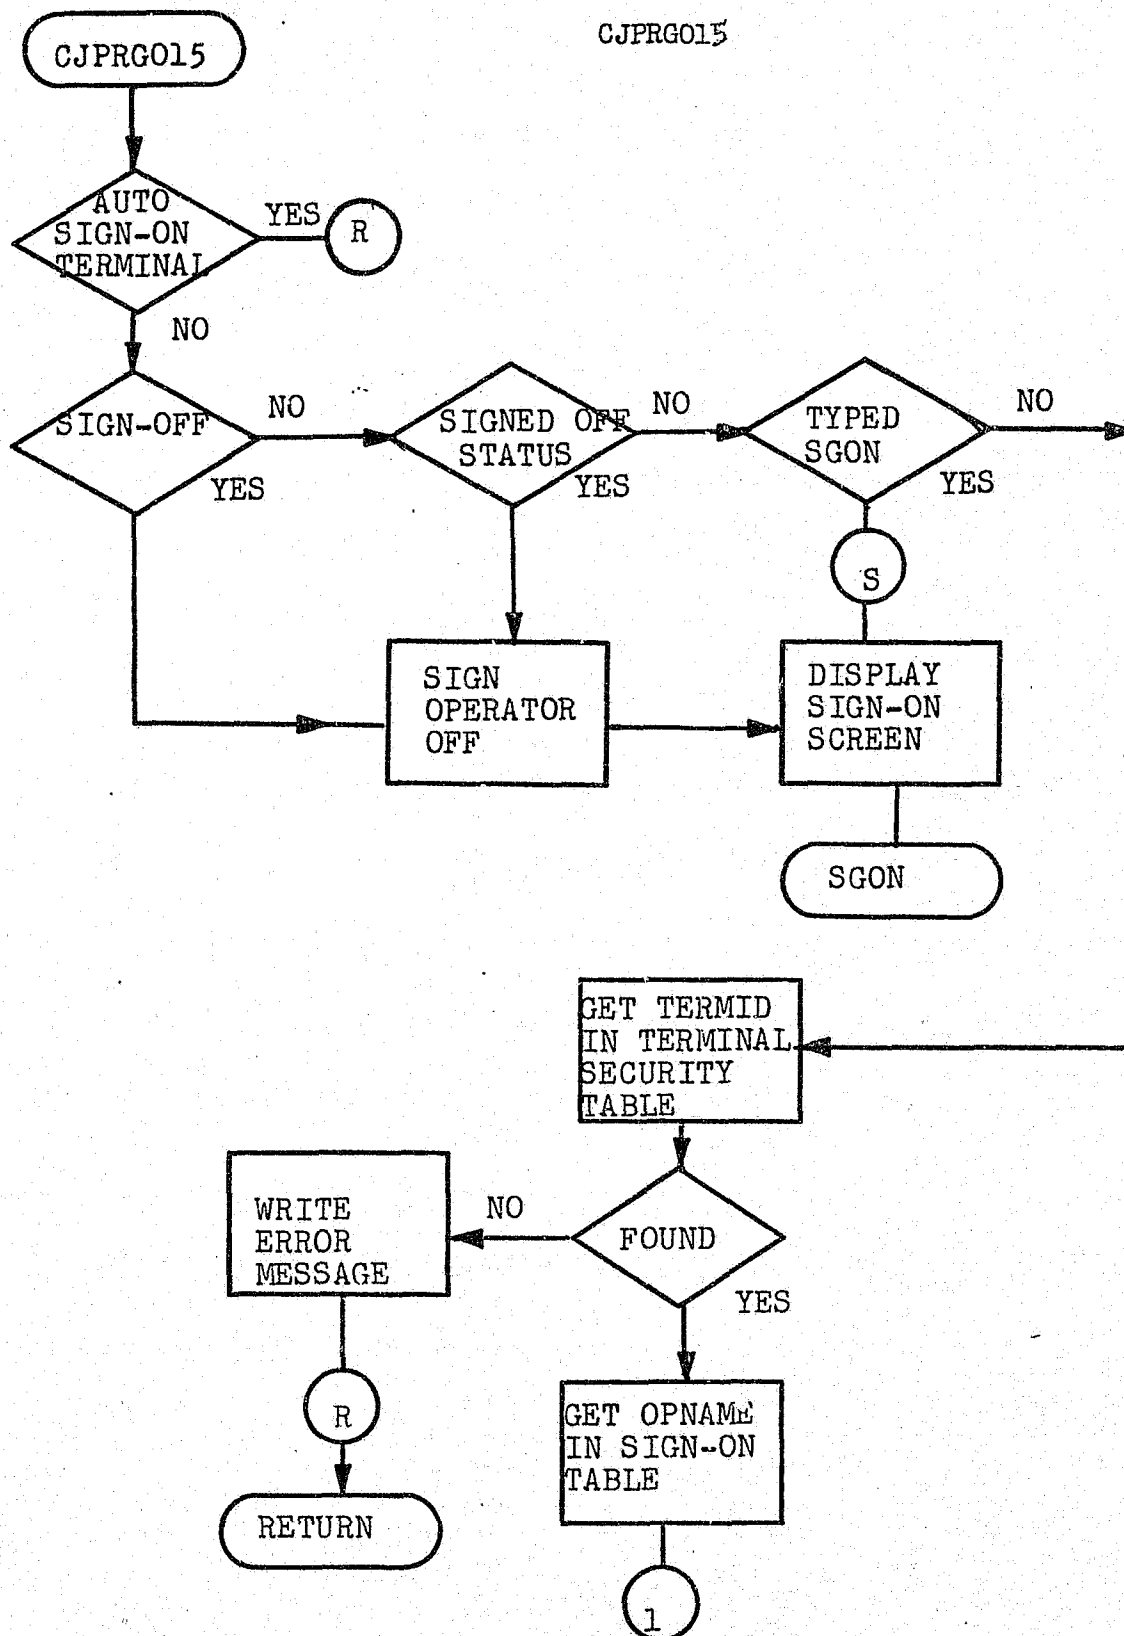 CJPRG015
CJPRG015
AUTO
SIGN-ON
TERMINAL
YES
R
NO
SIGN-OFF
NO
YES
SIGNED OFF
STATUS
NO
YES
TYPED
SGON
NO
YES
S
SIGN
OPERATOR
OFF
DISPLAY
SIGN-ON
SCREEN
SGON
GET TERMID
IN TERMINAL
SECURITY
TABLE
WRITE
ERROR
MESSAGE
NO
FOUND
YES
R
RETURN
GET OPNAME
IN SIGN-ON
TABLE
1